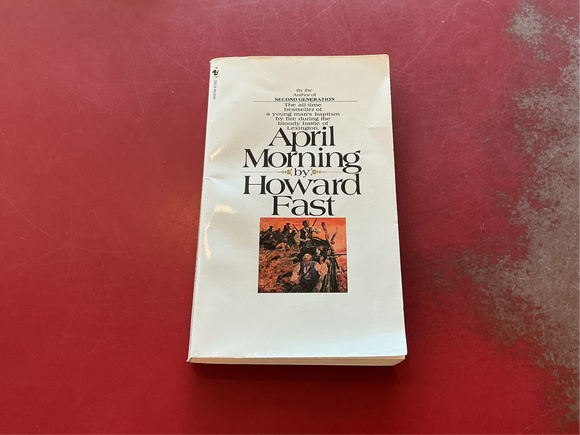 By the
Author of
SECOND GENERATION
The all-time
bestseller of
a young man's baptism
by fire during the
bloody battle of
Lexington.
April
Morning
by
Howard
Fast